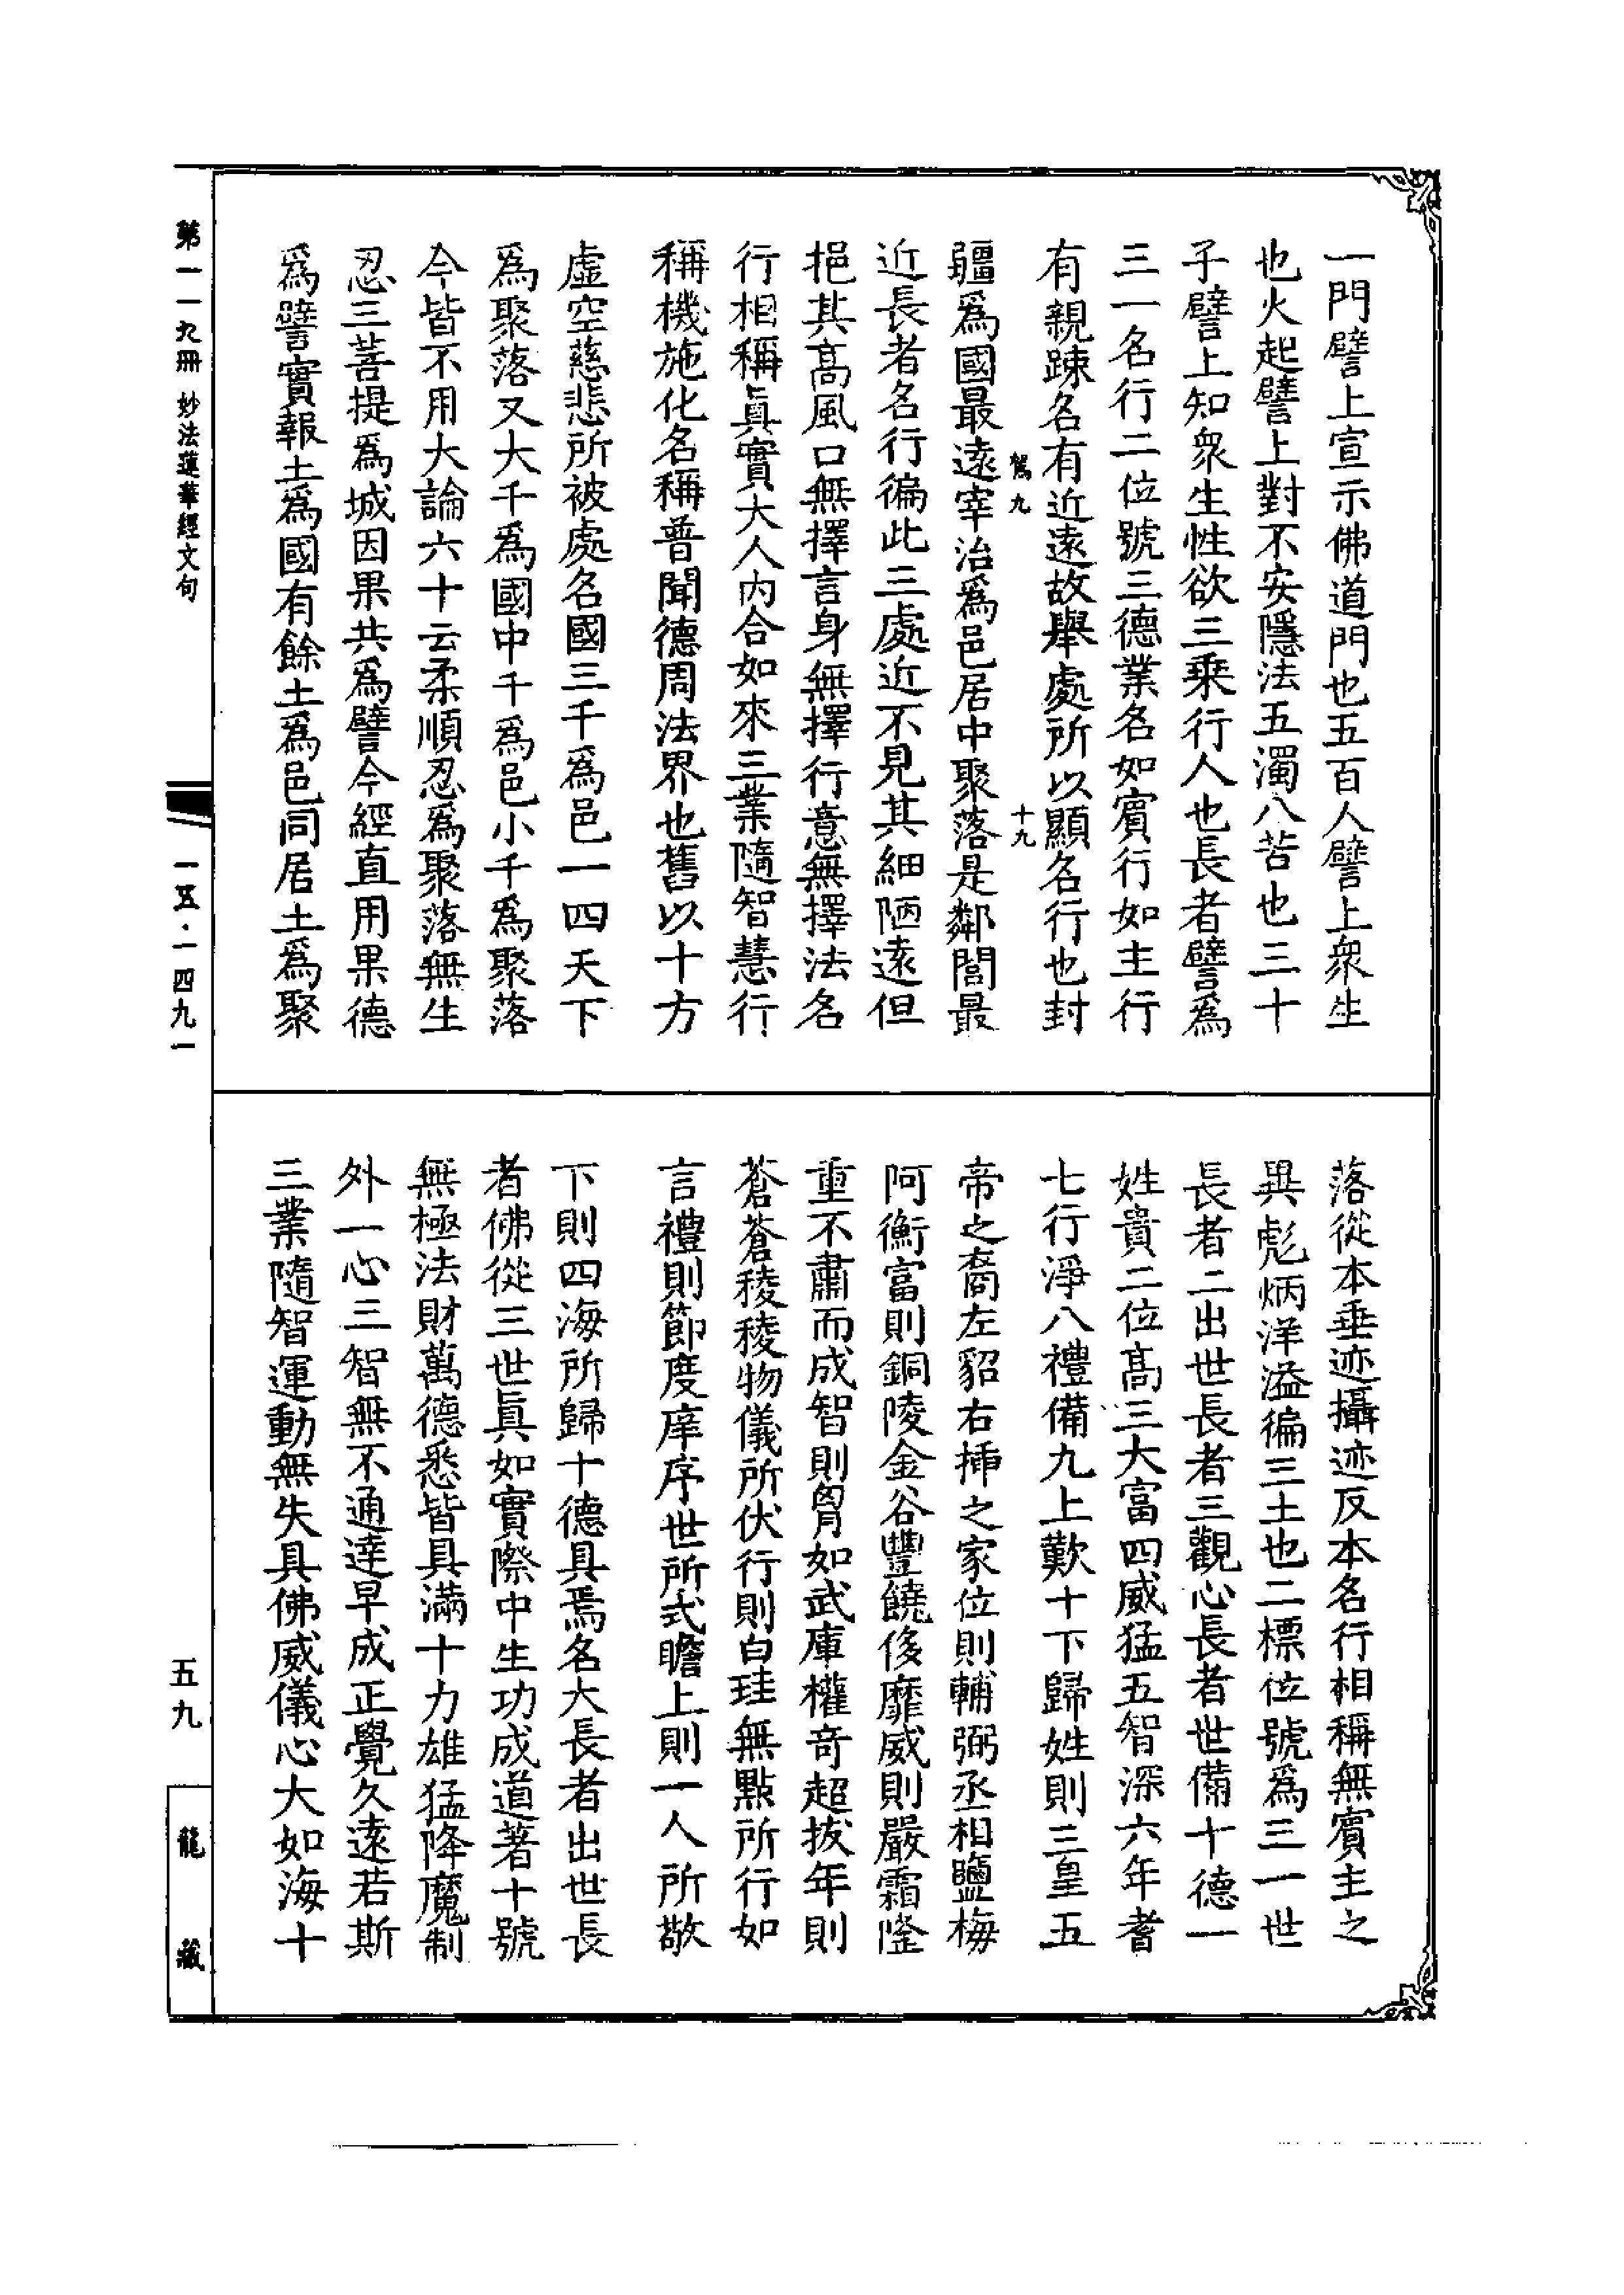 一門譬上宣示佛道門也五百人譬上衆生
也火起譬上對不安隱法五濁八苦也三十
子譬上知衆生性欲三乘行人也長者譬爲
三一名行二位號三德業名如賓行如主行
有親踈名有近遠故舉處所以顯名行也封
駕九
十九
疆爲國最遠宰治爲邑居中聚落是鄰閭最
近長者名行徧此三處近不見其細陋遠但
挹其高風口無擇言身無擇行意無擇法名
行相稱眞實大人内合如來三業隨智慧行
稱機施化名稱普聞德周法界也舊以十方
虛空慈悲所被處名國三千爲邑一四天下
爲聚落又大千爲國中千爲邑小千爲聚落
今皆不用大論六十云柔順忍爲聚落無生
忍三菩提爲城因果共爲譬今經直用果德
爲譬實報土爲國有餘土爲邑同居土爲聚
落從本垂迹攝迹反本名行相稱無賓主之
異彪炳洋溢徧三土也二標位號爲三一世
長者二出世長者三觀心長者世備十德一
姓貴二位高三大富四威猛五智深六年耆
七行淨八禮備九上歎十下歸姓則三皇五
帝之裔左貂右揷之家位則輔弼丞相鹽梅
阿衡富則銅陵金谷豐饒侈靡威則嚴霜隆
重不肅而成智則胷如武庫權奇超拔年則
蒼蒼稜稜物儀所伏行則白珪無點所行如
言禮則節度庠序世所式瞻上則一人所敬
下則四海所歸十德具焉名大長者出世長
者佛從三世眞如實際中生功成道著十號
無極法財萬德悉皆具滿十力雄猛降魔制
外一心三智無不通達早成正覺久遠若斯
三業隨智運動無失具佛威儀心大如海十
第一一九冊 妙法蓮華經文句
一五·一四九一
五九
龍藏